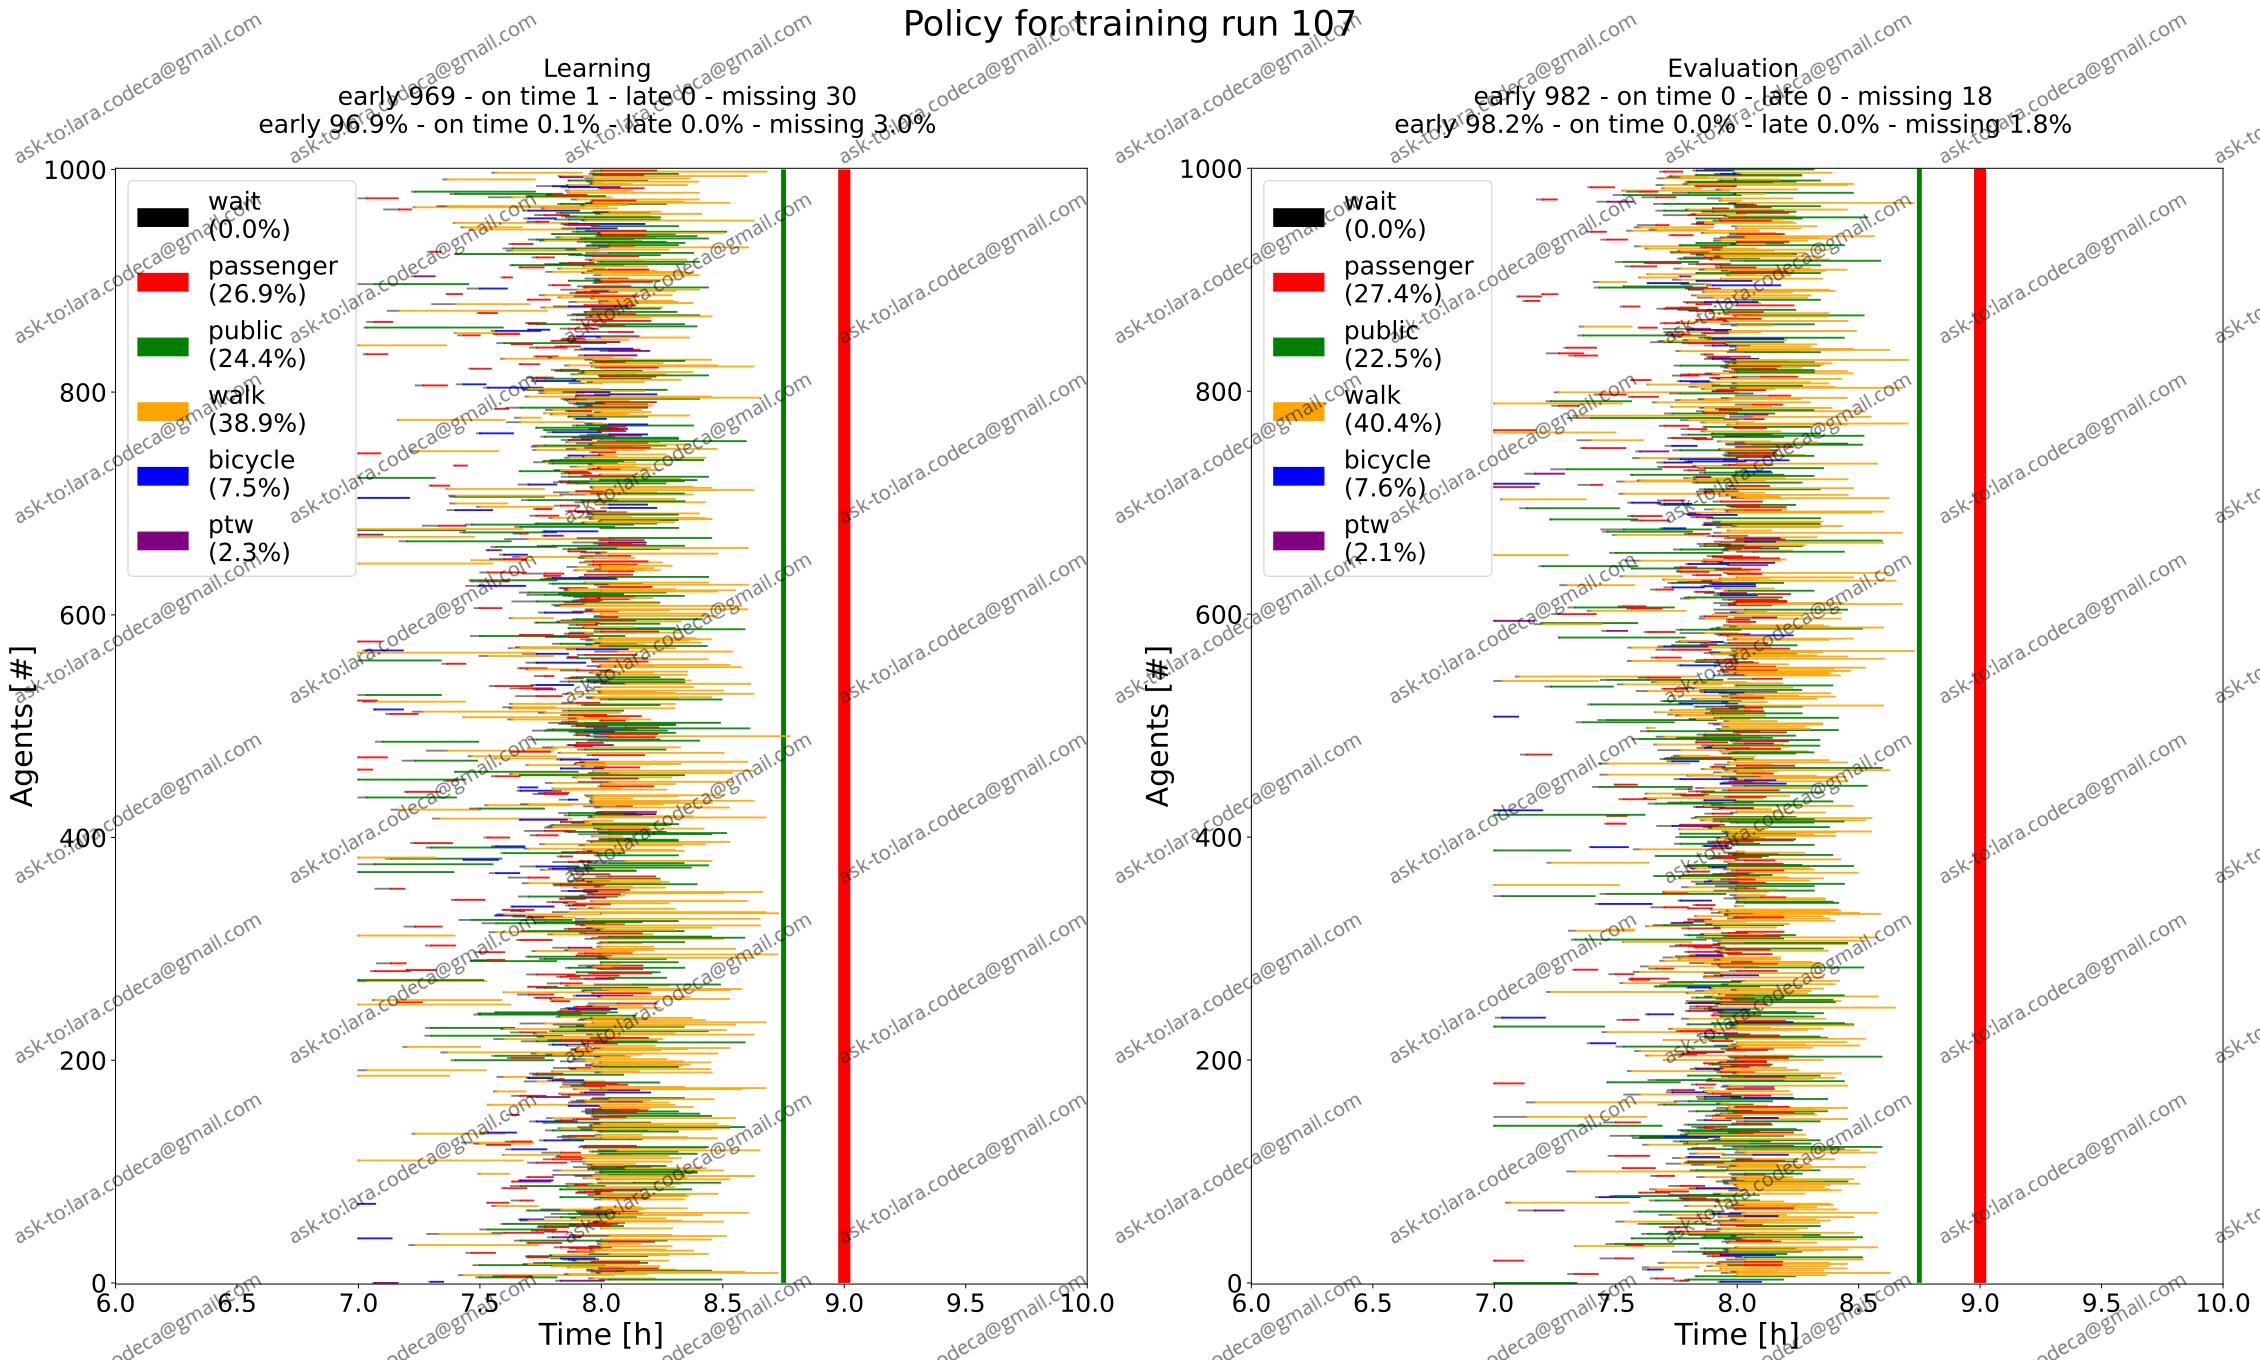 Policy for training run 107
Learning
early 969 - on time 1 - late 0 - missing 30
early 96.9% - on time 0.1% - late 0.0% - missing 3.0%
1000
800
600
400
200
0
Agents [#]
wait
(0.0%)
passenger
(26.9%)
public
(24.4%)
walk
(38.9%)
bicycle
(7.5%)
ptw
(2.3%)
6.0 6.5 7.0 7.5 8.0 8.5 9.0 9.5 10.0
Time [h]
Evaluation
early 982 - on time 0 - late 0 - missing 18
early 98.2% - on time 0.0% - late 0.0% - missing 1.8%
1000
800
600
400
200
0
Agents [#]
wait
(0.0%)
passenger
(27.4%)
public
(22.5%)
walk
(40.4%)
bicycle
(7.6%)
ptw
(2.1%)
6.0 6.5 7.0 7.5 8.0 8.5 9.0 9.5 10.0
Time [h]
ask-to:lara.codeca@gmail.com